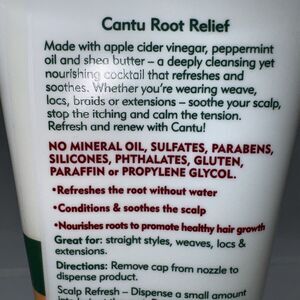 Cantu Root Relief
Made with apple cider vinegar, peppermint
oil and shea butter – a deeply cleansing yet
nourishing cocktail that refreshes and
soothes. Whether you're wearing weave,
locs, braids or extensions – soothe your scalp,
stop the itching and calm the tension.
Refresh and renew with Cantu!
NO MINERAL OIL, SULFATES, PARABENS,
SILICONES, PHTHALATES, GLUTEN,
PARAFFIN or PROPYLENE GLYCOL.
•Refreshes the root without water
•Conditions & soothes the scalp
•Nourishes roots to promote healthy hair growth
Great for: straight styles, weaves, locs &
extensions.
Directions: Remove cap from nozzle to
dispense product.
Scalp Refresh – Dispense a small amount